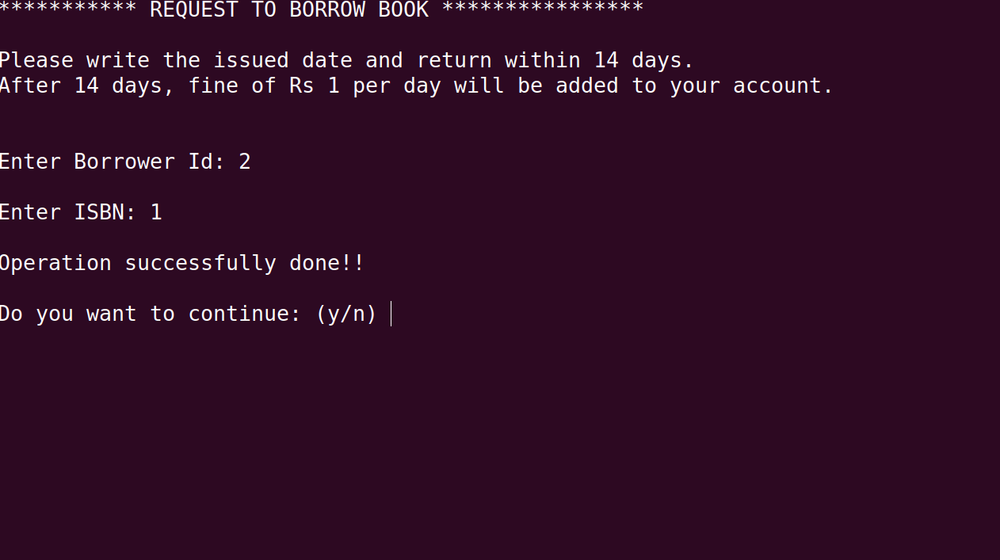 *********** REQUEST TO BORROW BOOK ****************
Please write the issued date and return within 14 days.
After 14 days, fine of Rs 1 per day will be added to your account.
Enter Borrower Id: 2
Enter ISBN: 1
Operation successfully done!!
Do you want to continue: (y/n)